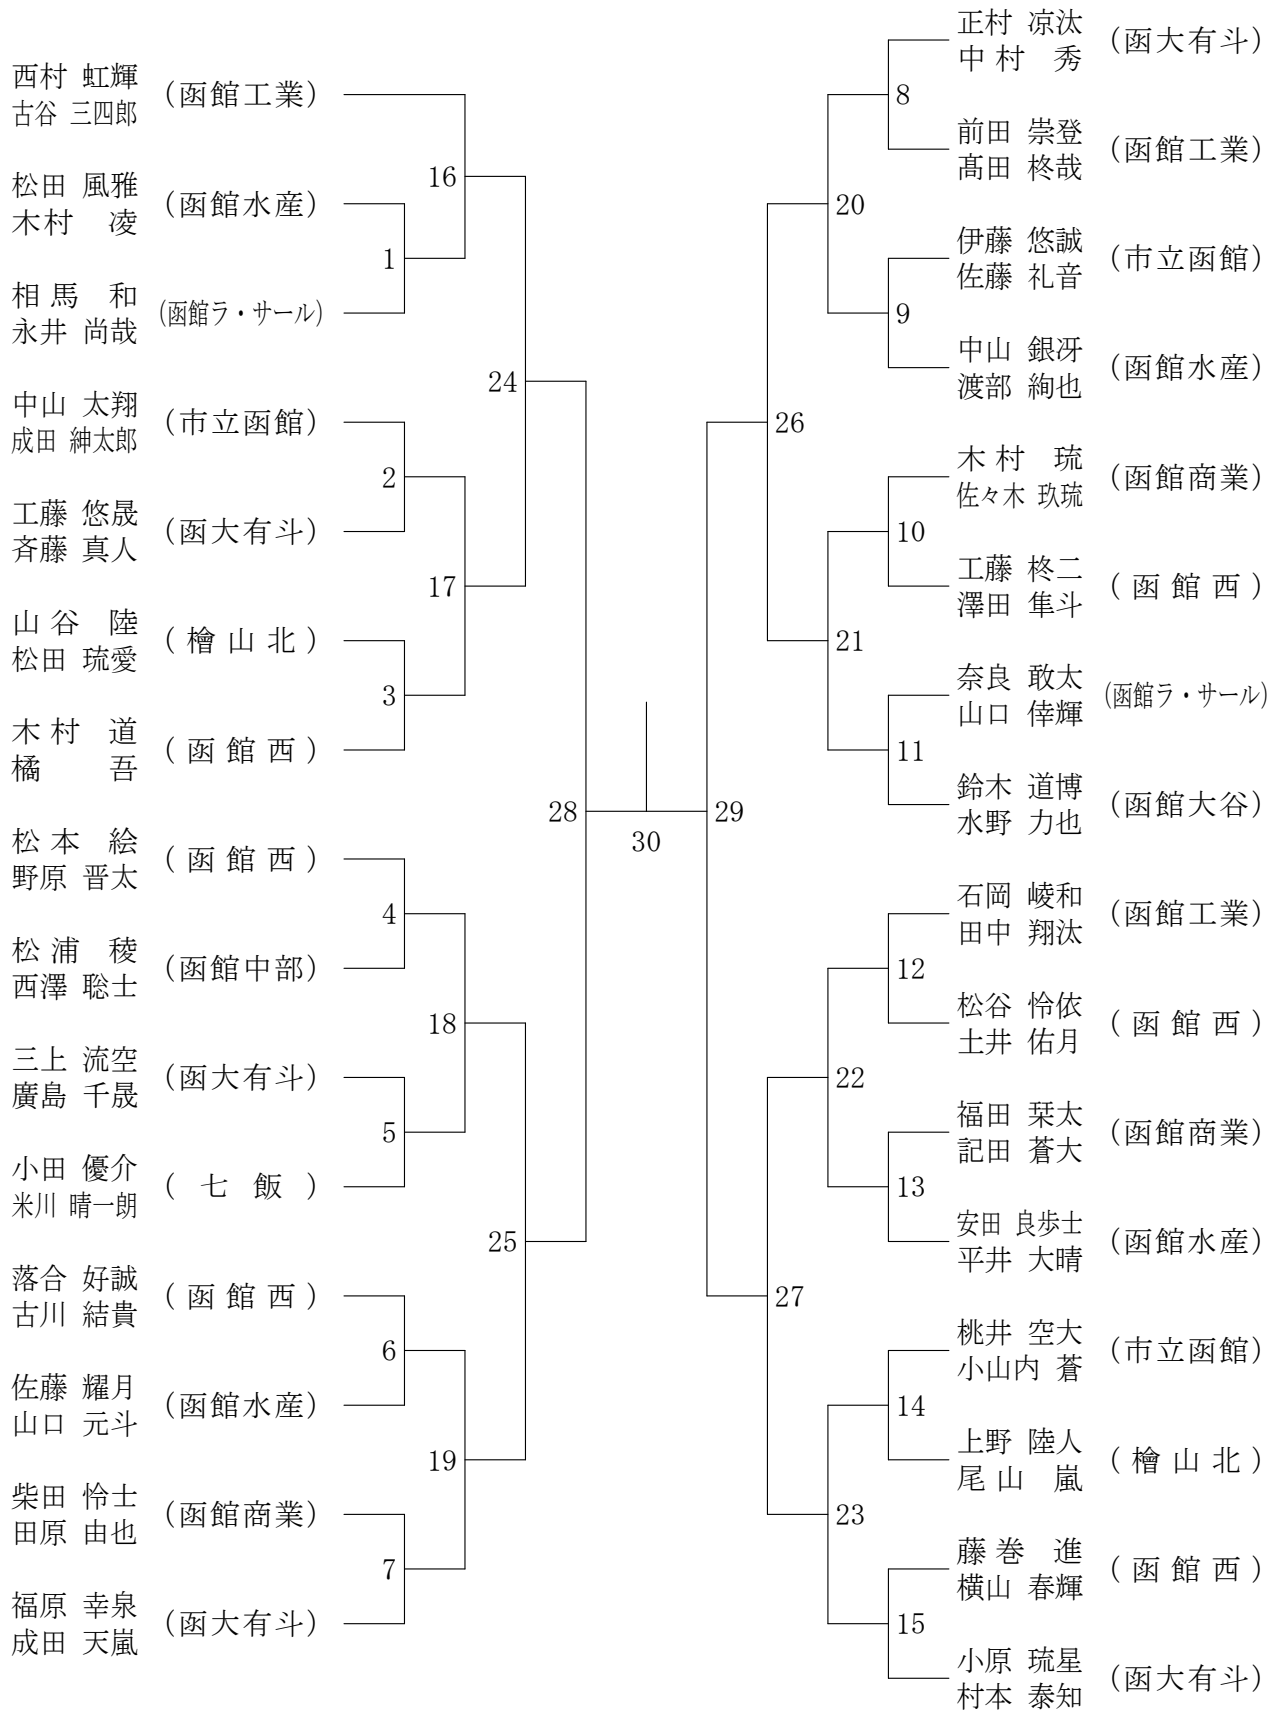 西村 虹輝
古谷 三四郎
(函館工業)
松田 風雅
木村 凌
(函館水産)
相馬 和
永井 尚哉
(函館ラ・サール)
中山 太翔
成田 紳太郎
(市立函館)
工藤 悠晟
斉藤 真人
(函大有斗)
山谷 陸
松田 琉愛
(檜山北)
木村 道
橘 吾
(函館西)
松本 絵
野原 晋太
(函館西)
松浦 稜
西澤 聡士
(函館中部)
三上 流空
廣島 千晟
(函大有斗)
小田 優介
米川 晴一朗
(七飯)
落合 好誠
古川 結貴
(函館西)
佐藤 耀月
山口 元斗
(函館水産)
柴田 怜士
田原 由也
(函館商業)
福原 幸泉
成田 天嵐
(函大有斗)
1
2
3
4
5
6
7
16
17
18
19
24
25
28
30
29
26
27
20
21
22
23
8
9
10
11
12
13
14
15
正村 凉汰
中村 秀
(函大有斗)
前田 崇登
髙田 柊哉
(函館工業)
伊藤 悠誠
佐藤 礼音
(市立函館)
中山 銀冴
渡部 絢也
(函館水産)
木村 琉
佐々木 玖琉
(函館商業)
工藤 柊二
澤田 隼斗
(函館西)
奈良 敢太
山口 倖輝
(函館ラ・サール)
鈴木 道博
水野 力也
(函館大谷)
石岡 崚和
田中 翔汰
(函館工業)
松谷 怜依
土井 佑月
(函館西)
福田 栞太
記田 蒼大
(函館商業)
安田 良歩士
平井 大晴
(函館水産)
桃井 空大
小山内 蒼
(市立函館)
上野 陸人
尾山 嵐
(檜山北)
藤巻 進
横山 春輝
(函館西)
小原 琉星
村本 泰知
(函大有斗)